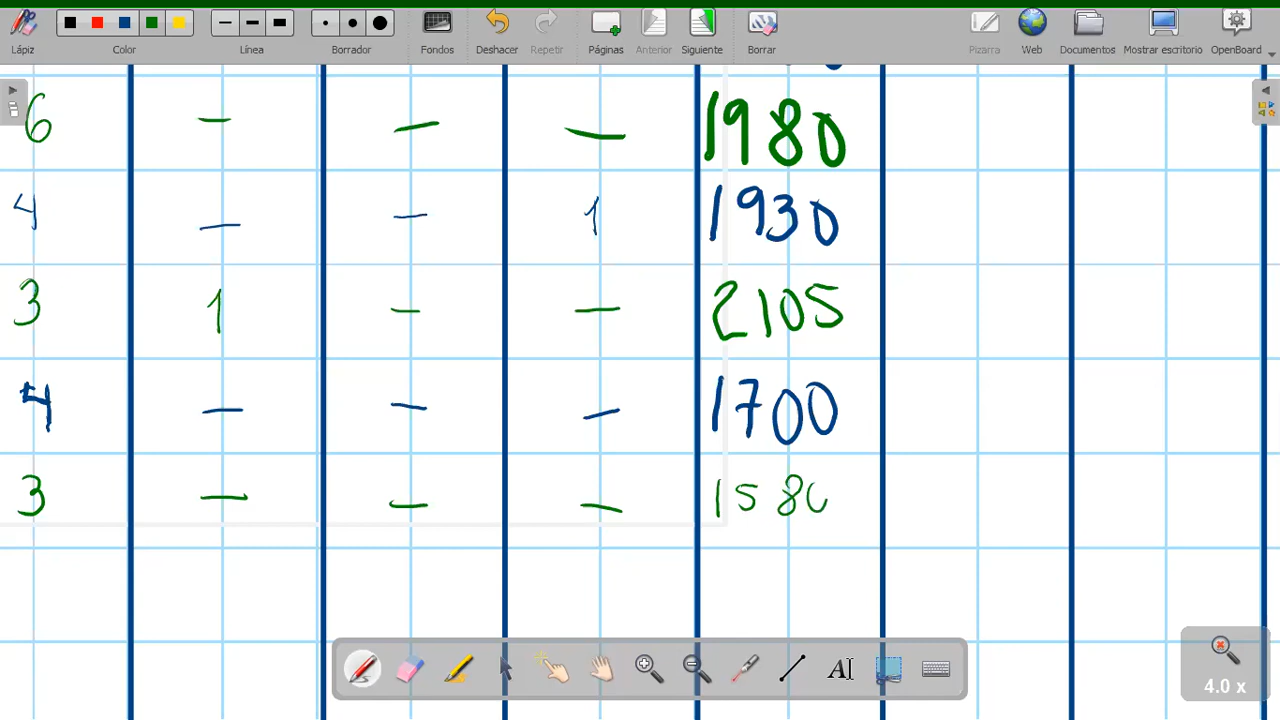 Lápiz Color Línea Borrador Fondos Deshacer Repetir Páginas Anterior Siguiente Borrar Pizarra Web Documentos Mostrar escritorio OpenBoard
6 — — — 1980
4 — — 1 1930
3 1 — — 2105
4 — — — 1700
3 — — — 1580
AI
4.0 x